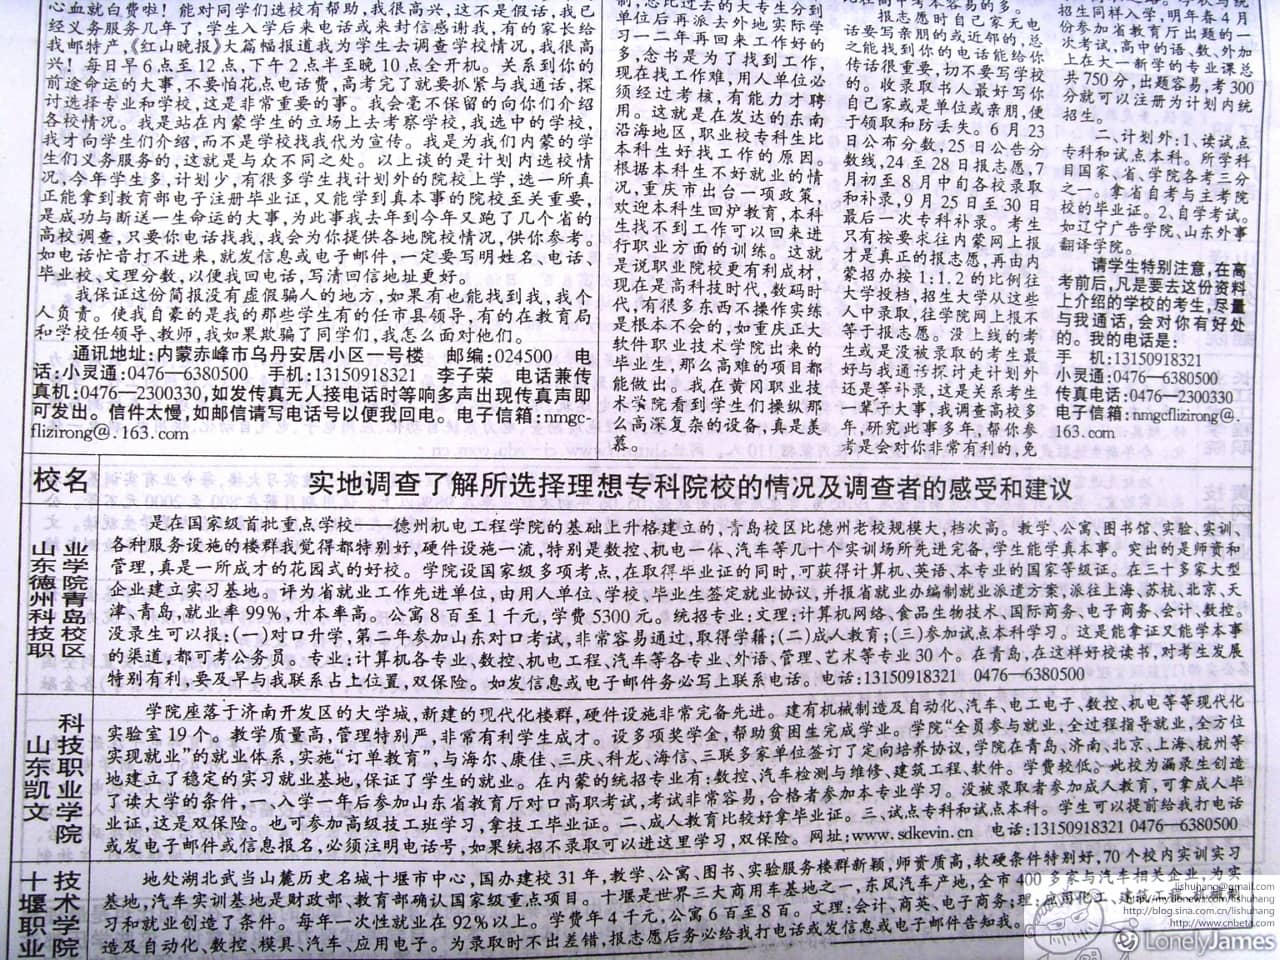 心血就白费啦！能对同学们选校有帮助,我很高兴,这不是假话,我已
经义务服务几年了,学生入学后来电话或来封信感谢我,有的家长给
我邮特产,《红山晚报》大篇幅报道我为学生去调查学校情况,我很高
兴！每日早6点至12点,下午2点半至晚10点全开机。关系到你的
前途命运的大事,不要怕花点电话费,高考完了就要抓紧与我通话,探
讨选择专业和学校,这是非常重要的事。我会毫不保留的向你们介绍
各校情况。我是站在内蒙学生的立场上去考察学校,我选中的学校,
我才向学生们介绍,而不是学校找我代为宣传。我是为我们内蒙的学
生们义务服务的,这就是与众不同之处。以上谈的是计划内选校情
况,今年学生多,计划少,有很多学生找计划外的院校上学,选一所真
正能拿到教育部电子注册毕业证,又能学到真本事的院校至关重要,
是成功与断送一生命运的大事,为此事我去年到今年又跑了几个省的
高校调查,只要你电话找我,我会为你提供各地院校情况,供你参考。
如电话忙音打不进来,就发信息或电子邮件,一定要写明姓名、电话、
毕业校、文理分数,以便我回电话,写清回信地址更好。
我保证这份简报没有虚假骗人的地方,如果有也能找到我,我个
人负责。使我自豪的是我的那些学生有的任市县领导,有的在教育局
和学校任领导、教师,我如果欺骗了同学们,我怎么面对他们。
通讯地址:内蒙赤峰市乌丹安居小区一号楼 邮编:024500 电
话:小灵通:0476—6380500 手机:13150918321 李子荣 电话兼传
真机:0476—2300330,如发传真无人接电话时等响多声出现传真声即
可发出。信件太慢,如邮信请写电话号以便我回电。电子信箱:nmgc-
flizirong@.163.com
单位后再派去外地实际学
习一二年再回来工作好的
多,念书是为了找到工作,
现在找工作难,用人单位必
须经过考核,有能力才聘
用。这就是在发达的东南
沿海地区,职业校专科生比
本科生好找工作的原因。
根据本科生不好就业的情
况,重庆市出台一项政策,
欢迎本科生回炉教育,本科
生找不到工作可以回来进
行职业方面的训练。这就
是说职业院校更有利成材,
现在是高科技时代,数码时
代,有很多东西不操作实练
是根本不会的,如重庆正大
软件职业技术学院出来的
毕业生,那么高难的项目都
能做出。我在黄冈职业技
术学院看到学生们操纵那
么高深复杂的设备,真是羡
慕。
报志愿时自己家无电
话要写亲朋的或近邻的,总
之能找到你的电话能给你
传话很重要,切不要写学校
的。收录取书人最好写你
自己家或是单位或亲朋,便
于领取和防丢失。6月23
日公布分数,25日公告分
数线,24至28日报志愿,7
月初至8月中旬各校录取
和补录,9月25日至30日
最后一次专科补录。考生
只有按要求往内蒙网上报
才是真正的报志愿,再由内
蒙招办按1:1.2的比例往
大学投档,招生大学从这些
人中录取,往学院网上报不
等于报志愿。没上线的考
生或是没被录取的考生最
好与我通话探讨走计划外
还是等补录,这是关系考生
一辈子大事,我调查高校多
年,研究此事多年,帮你参
考是会对你非常有利的,免
招生同样入学,明年春4月
份参加省教育厅出题的一
次考试,高中的语、数、外加
上在大一新学的专业课总
共750分,出题容易,考300
分就可以注册为计划内统
招生。
二、计划外:1、读试点
专科和试点本科。所学科
目国家、省、学院各考三分
之一。拿省自考与主考院
校的毕业证。2、自学考试。
如辽宁广告学院、山东外事
翻译学院。
请学生特别注意,在高
考前后,凡是要去这份资料
上介绍的学校的考生,尽量
与我通话,会对你有好处
的。我的电话是:
手 机:13150918321
小灵通:0476—6380500
传真电话:0476—2300330
电子信箱:nmgcflizirong@.
163.com
校名
实地调查了解所选择理想专科院校的情况及调查者的感受和建议
山东德州科技职
业学院青岛校区
是在国家级首批重点学校——德州机电工程学院的基础上升格建立的,青岛校区比德州老校规模大,档次高。教学、公寓、图书馆、实验、实训、
各种服务设施的楼群我觉得都特别好,硬件设施一流,特别是数控、机电一体、汽车等几十个实训场所先进完备,学生能学真本事。突出的是师资和
管理,真是一所成才的花园式的好校。学院设国家级多项考点,在取得毕业证的同时,可获得计算机、英语、本专业的国家等级证。在三十多家大型
企业建立实习基地。评为省就业工作先进单位,由用人单位、学校、毕业生签定就业协议,并报省就业办编制就业派遣方案,派往上海、苏杭、北京、天
津、青岛,就业率99%,升本率高。公寓8百至1千元,学费5300元。统招专业:文理:计算机网络、食品生物技术、国际商务、电子商务、会计、数控。
没录生可以报:(一)对口升学,第二年参加山东对口考试,非常容易通过,取得学籍;(二)成人教育;(三)参加试点本科学习。这是能拿证又能学本事
的渠道,都可考公务员。专业:计算机各专业、数控、机电工程、汽车等各专业、外语、管理、艺术等专业30个。在青岛,在这样好校读书,对考生发展
特别有利,要及早与我联系占上位置,双保险。如发信息或电子邮件务必写上联系电话。电话:13150918321 0476—6380500
山东凯文
科技职业学院
学院座落于济南开发区的大学城,新建的现代化楼群,硬件设施非常完备先进。建有机械制造及自动化、汽车、电工电子、数控、机电等等现代化
实验室19个。教学质量高,管理特别严,非常有利学生成才。设多项奖学金,帮助贫困生完成学业。学院“全员参与就业,全过程指导就业,全方位
实现就业”的就业体系,实施“订单教育”,与海尔、康佳、三庆、科龙、海信、三联多家单位签订了定向培养协议,学院在青岛、济南、北京、上海、杭州等
地建立了稳定的实习就业基地,保证了学生的就业。在内蒙的统招专业有:数控、汽车检测与维修、建筑工程、软件。学费较低。此校为漏录生创造
了读大学的条件,一、入学一年后参加山东省教育厅对口高职考试,考试非常容易,合格者参加本专业学习。没被录取者参加成人教育,可拿成人毕
业证,这是双保险。也可参加高级技工班学习,拿技工毕业证。二、成人教育比较好拿毕业证。三、试点专科和试点本科。学生可以提前给我打电话
或发电子邮件或信息报名,必须注明电话号,如果统招不录取可以进这里学习,双保险。网址:www.sdkevin.cn 电话:13150918321 0476—6380500
十堰职业
技术学院
地处湖北武当山麓历史名城十堰市中心,国办建校31年,教学、公寓、图书、实验服务楼群新颖,师资质高,软硬条件特别好,70个校内实训实习
基地,汽车实训基地是财政部、教育部确认国家级重点项目。十堰是世界三大商用车基地之一,东风汽车产地,全市400多家与汽车相关企业,为实
习和就业创造了条件。每年一次性就业在92%以上。学费年4千元,公寓6百至8百。文理:会计、商英、电子商务;理:应用化工、建筑工程、机械制
造及自动化、数控、模具、汽车、应用电子。为录取时不出差错,报志愿后务必给我打电话或发信息或电子邮件告知我。
lishuhang@gmail.com
http://my.donews.com/lishuhang
http://blog.sina.com.cn/lishuhang
http://www.cnbeta.com
LonelyJames